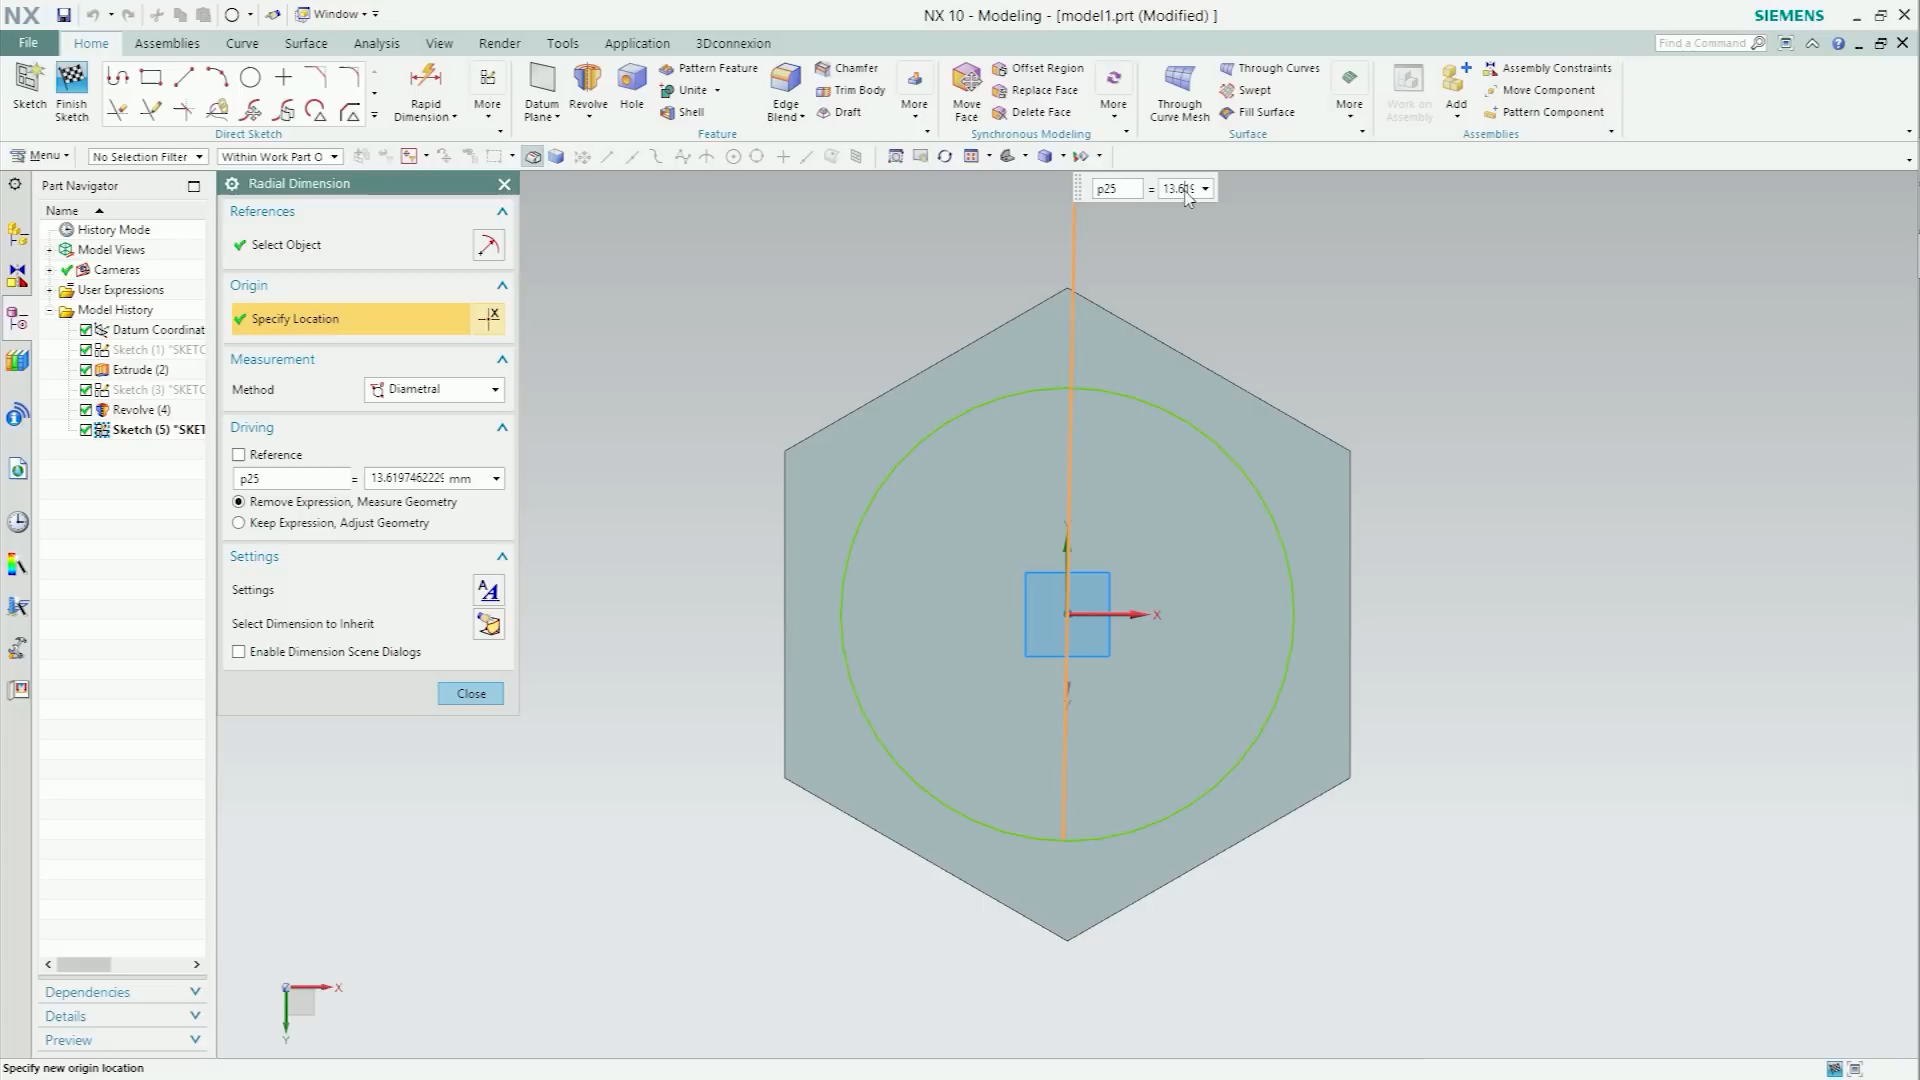 NX
Window
NX 10 - Modeling - [model1.prt (Modified) ]
SIEMENS
File
Home
Assemblies
Curve
Surface
Analysis
View
Render
Tools
Application
3Dconnexion
Find a Command
Sketch
Finish
Sketch
Rapid
Dimension
More
Direct Sketch
Datum
Plane
Revolve
Hole
Pattern Feature
Unite
Shell
Edge
Blend
Chamfer
Trim Body
Draft
More
Feature
Move
Face
Offset Region
Replace Face
Delete Face
More
Synchronous Modeling
Through
Curve Mesh
Through Curves
Swept
Fill Surface
More
Surface
Work on
Assembly
Add
Assembly Constraints
Move Component
Pattern Component
Assemblies
Menu
No Selection Filter
Within Work Part O
Part Navigator
Name
History Mode
Model Views
Cameras
User Expressions
Model History
Datum Coordinat
Sketch (1) "SKETC
Extrude (2)
Sketch (3) "SKETC
Revolve (4)
Sketch (5) "SKET
Dependencies
Details
Preview
Radial Dimension
References
Select Object
Origin
Specify Location
Measurement
Method
Diametral
Driving
Reference
p25
=
13.6197462229 mm
Remove Expression, Measure Geometry
Keep Expression, Adjust Geometry
Settings
Settings
Select Dimension to Inherit
Enable Dimension Scene Dialogs
Close
p25
=
13.619
X
X
Y
Specify new origin location